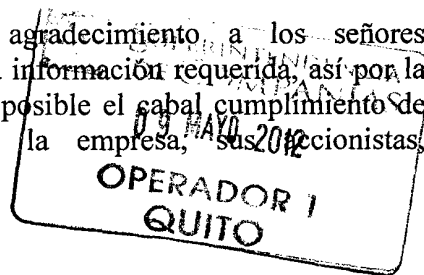 agradecimiento a los señores
información requerida, así por la
posible el cabal cumplimiento de
la empresa, sus accionistas,
09 MAYO 2012
OPERADOR 1
QUITO